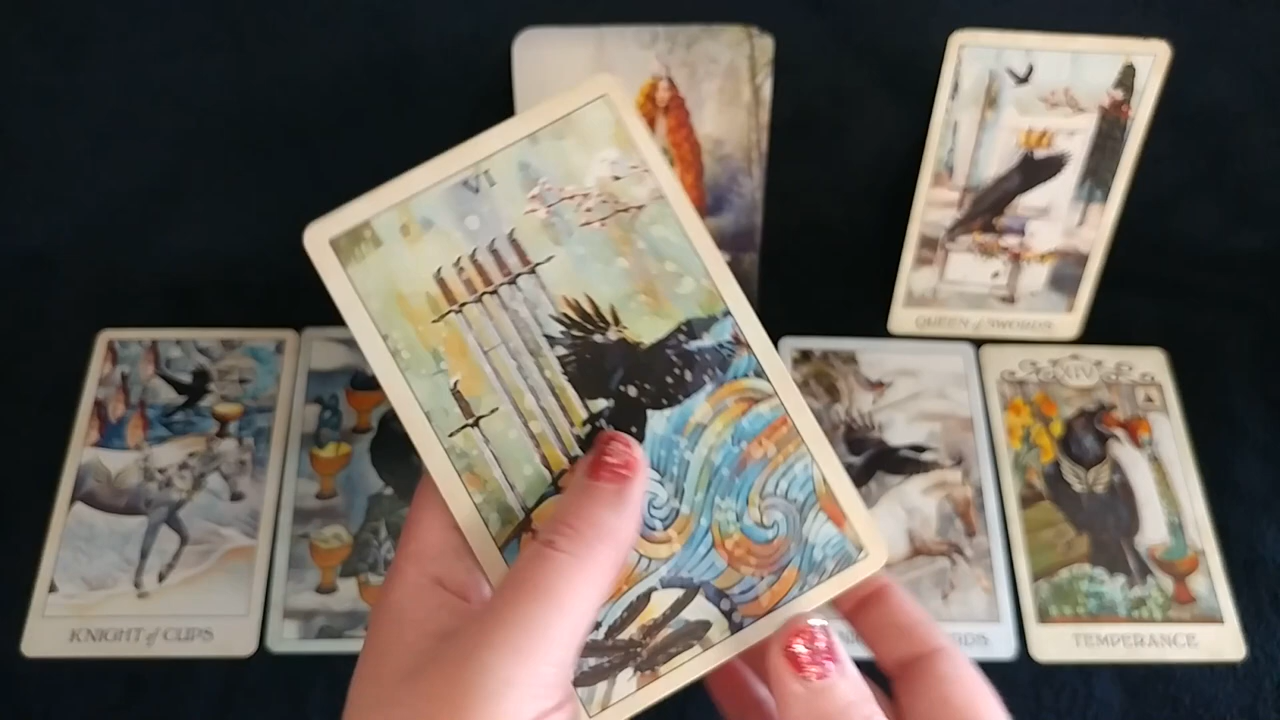 VI
QUEEN of SWORDS
XIV
KNIGHT of CUPS
TEMPERANCE